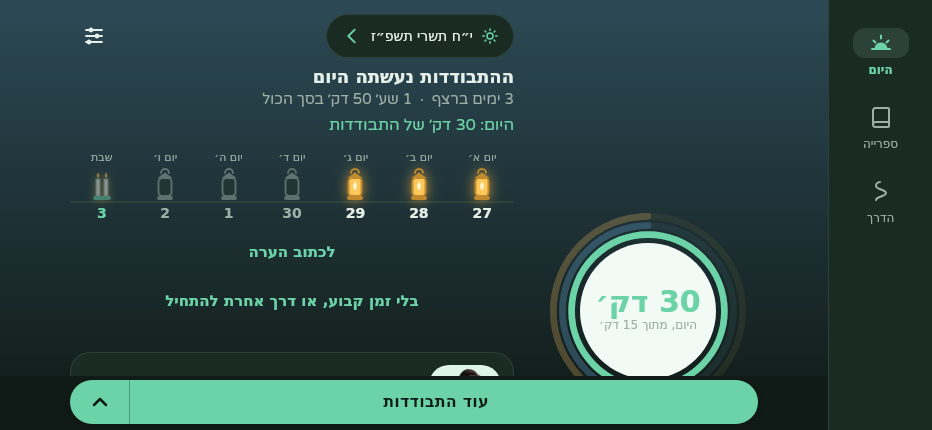 היום
ספרייה
הדרך
י״ח תשרי תשפ״ז
ההתבודדות נעשתה היום
3 ימים ברצף · 1 שע׳ 50 דק׳ בסך הכול
היום: 30 דק׳ של התבודדות
יום א׳ יום ב׳ יום ג׳ יום ד׳ יום ה׳ יום ו׳ שבת
27 28 29 30 1 2 3
לכתוב הערה
בלי זמן קבוע, או דרך אחרת להתחיל
30 דק׳
היום, מתוך 15 דק׳
עוד התבודדות